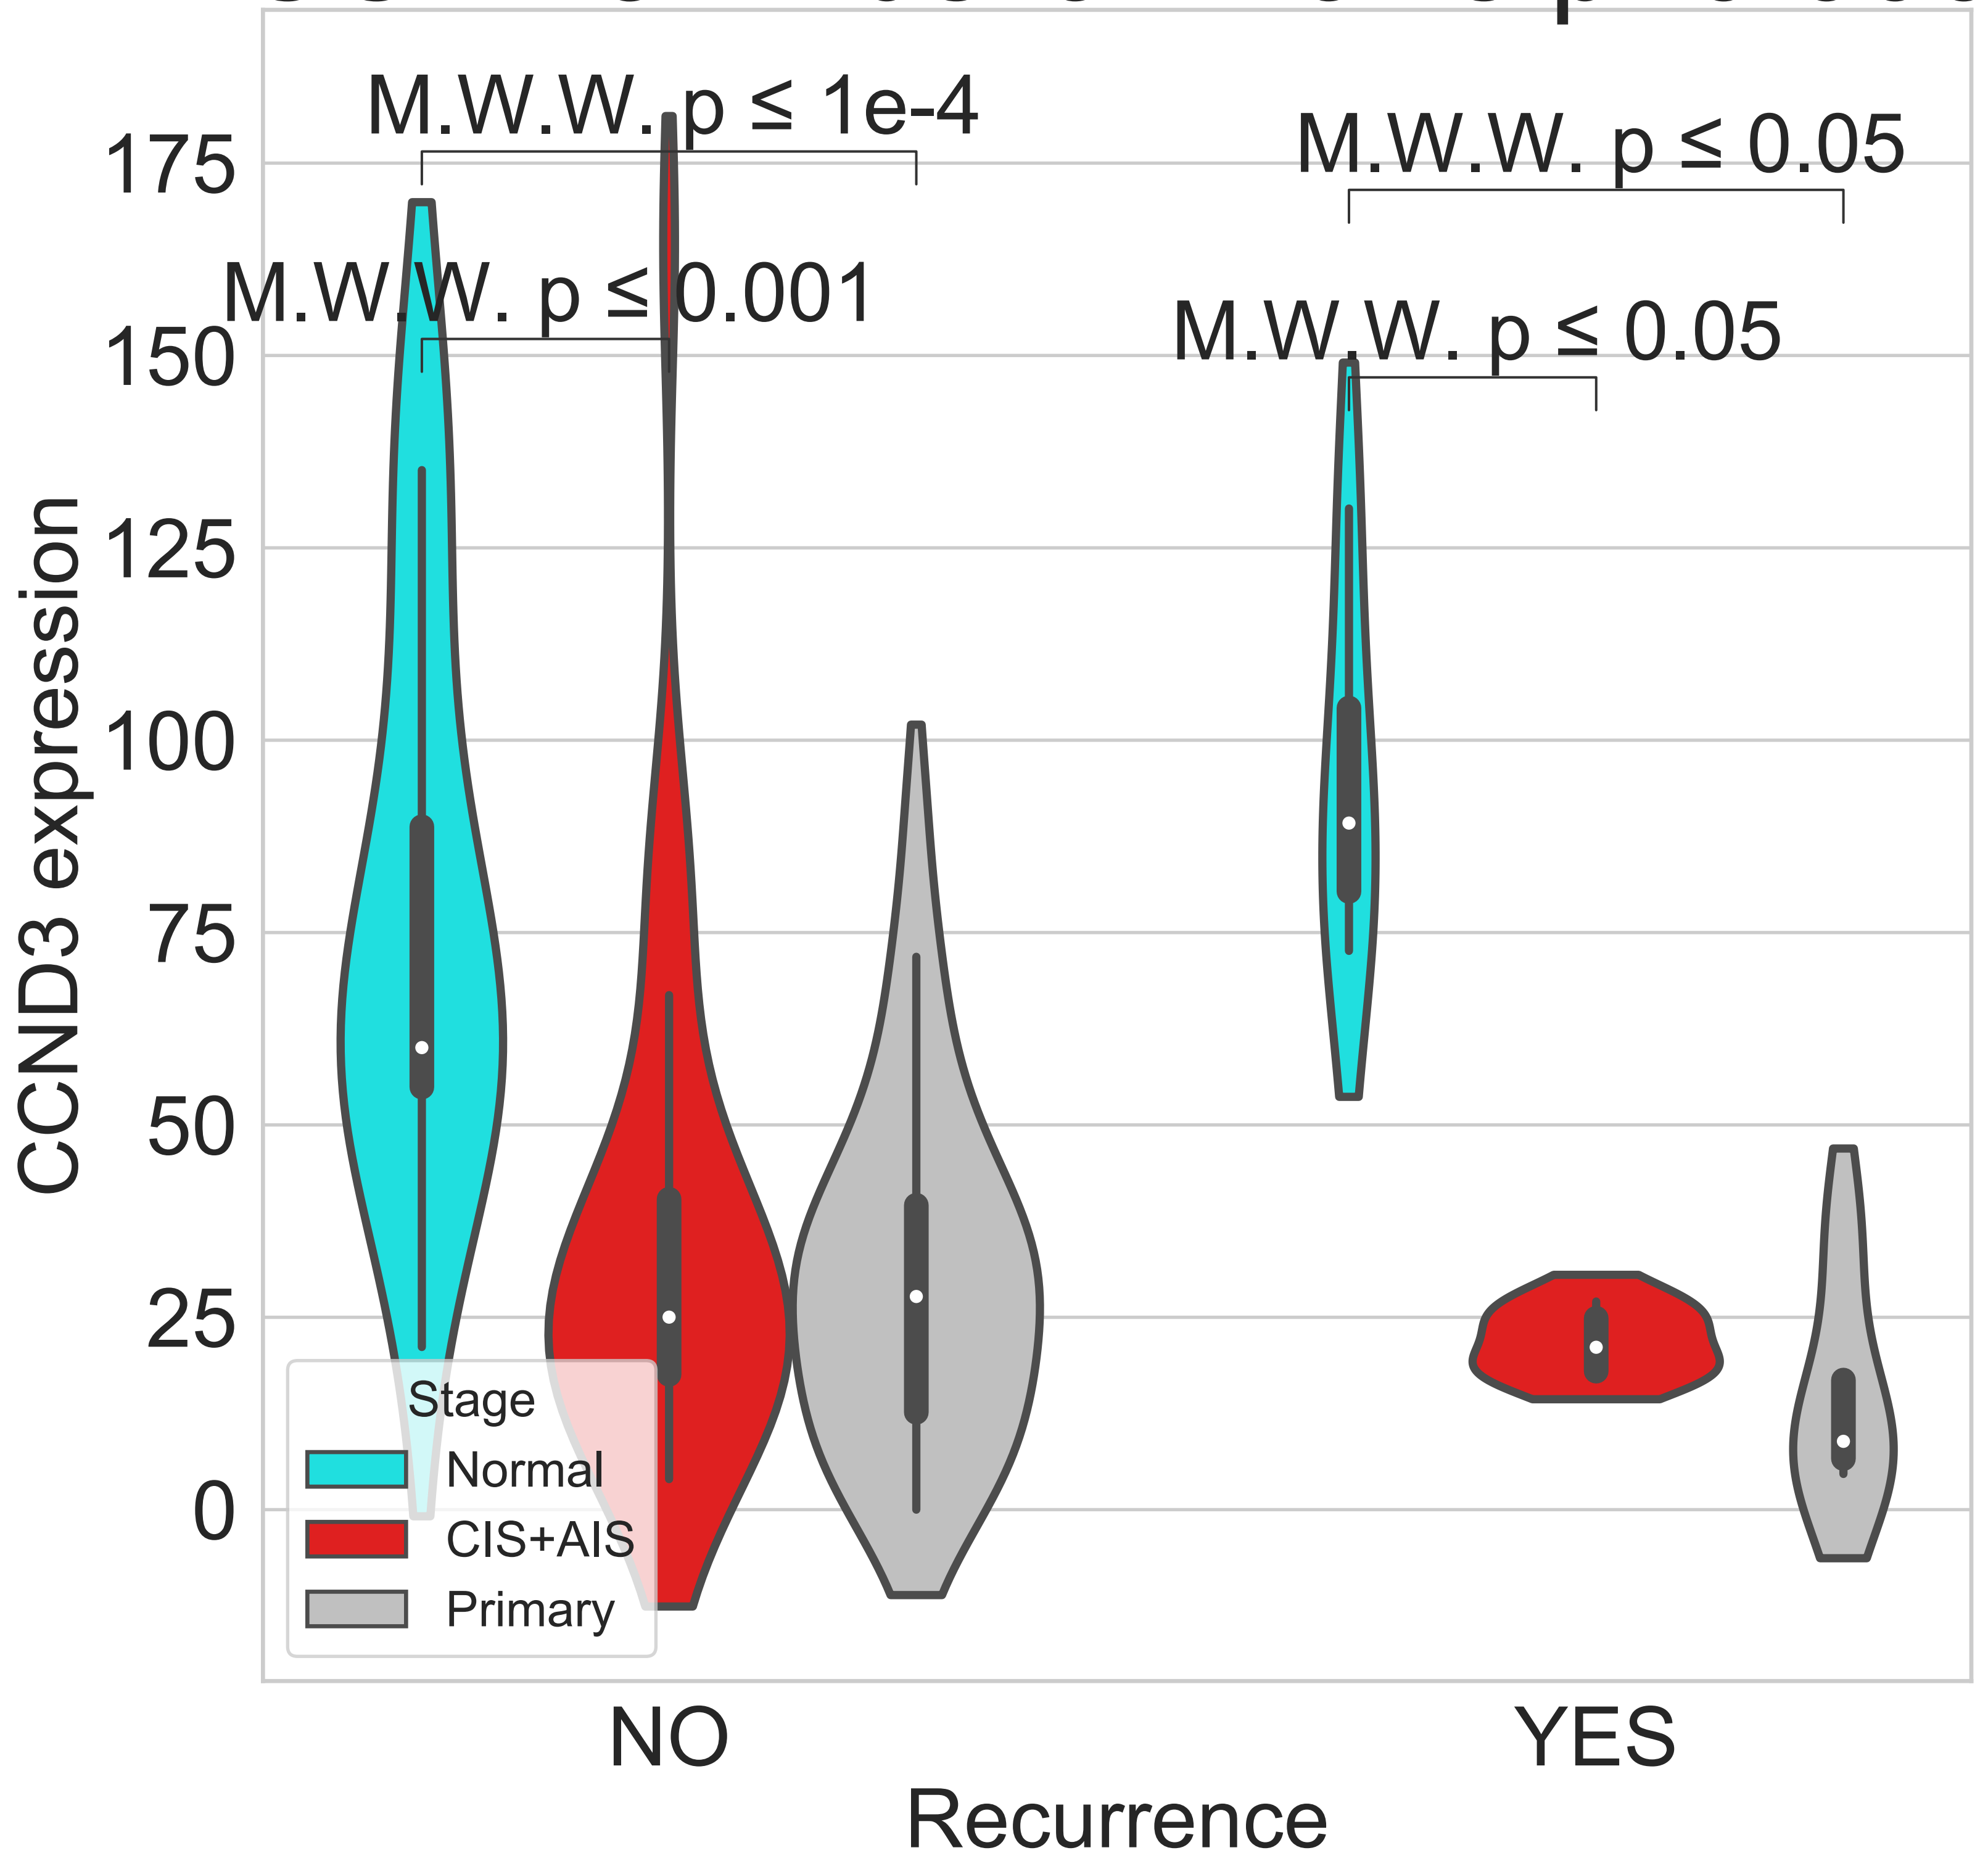 M.W.W. p ≤ 1e-4
M.W.W. p ≤ 0.05
M.W.W. p ≤ 0.001
M.W.W. p ≤ 0.05
175
150
125
100
75
50
25
0
CCND3 expression
Stage
Normal
CIS+AIS
Primary
NO
YES
Recurrence